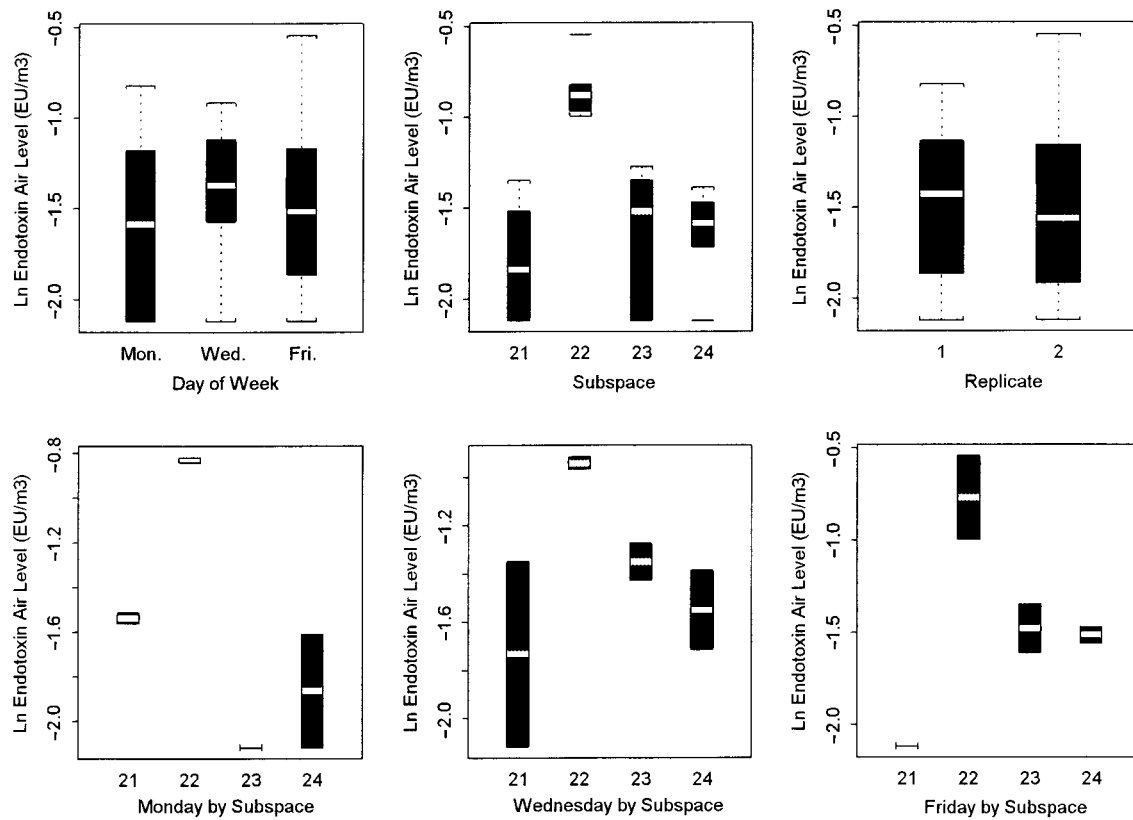 Ln Endotoxin Air Level (EU/m3)
-0.5
-1.0
-1.5
-2.0
Mon. Wed. Fri.
Day of Week
Ln Endotoxin Air Level (EU/m3)
-0.5
-1.0
-1.5
-2.0
21 22 23 24
Subspace
Ln Endotoxin Air Level (EU/m3)
-0.5
-1.0
-1.5
-2.0
1 2
Replicate
Ln Endotoxin Air Level (EU/m3)
-0.8
-1.2
-1.6
-2.0
21 22 23 24
Monday by Subspace
Ln Endotoxin Air Level (EU/m3)
-1.2
-1.6
-2.0
21 22 23 24
Wednesday by Subspace
Ln Endotoxin Air Level (EU/m3)
-0.5
-1.0
-1.5
-2.0
21 22 23 24
Friday by Subspace